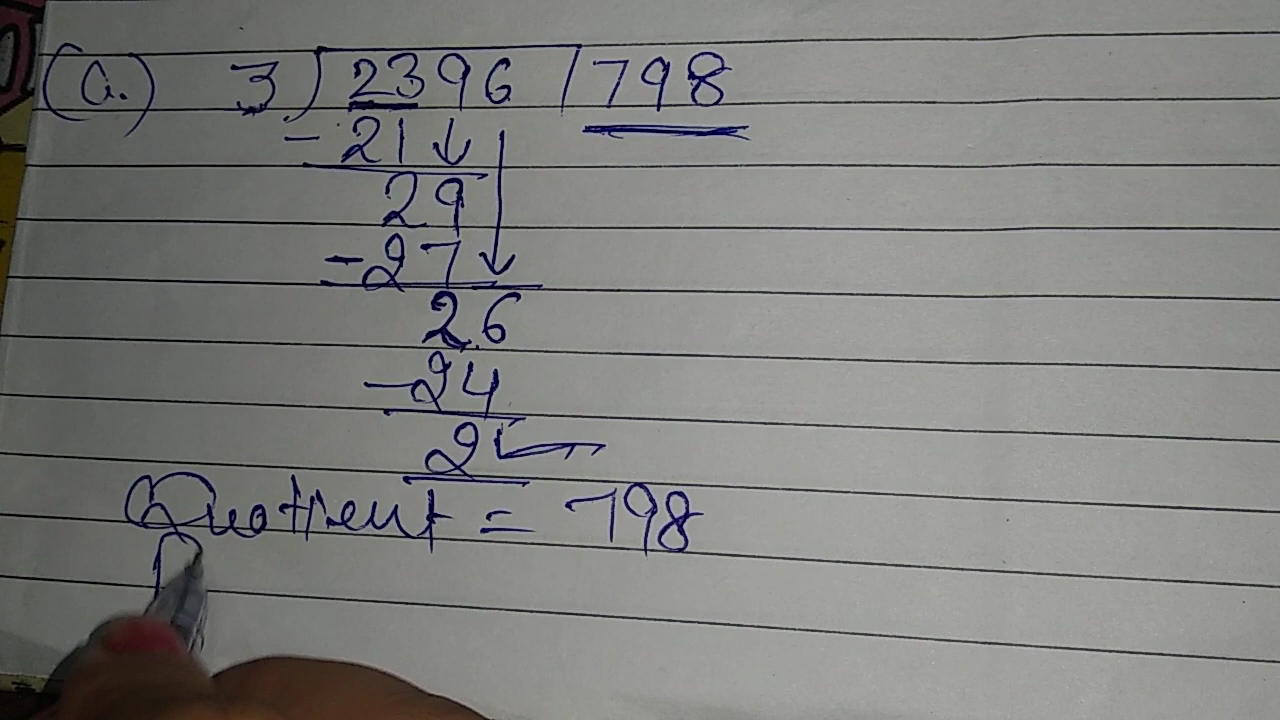 (a.) 3) 2396 / 798
- 21 ↓
29
- 27 ↓
26
- 24
2 ←
Quotient = 798